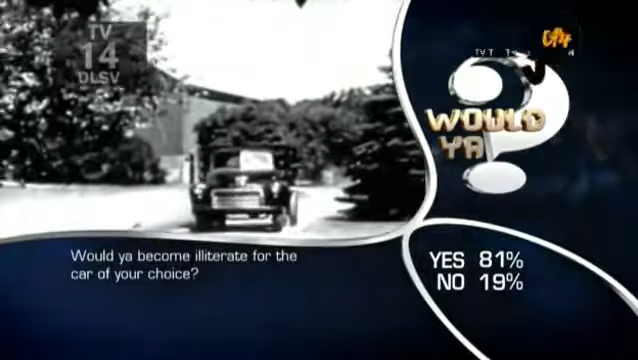 TV
14
DLSV
WOULD
YA
Would ya become illiterate for the
car of your choice?
YES 81%
NO 19%